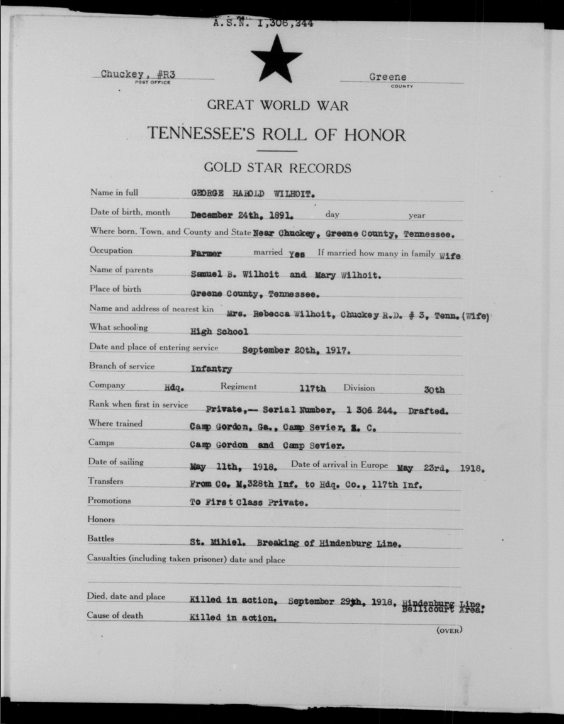 A.S.N. 1,306,244
Chuckey, #R3 Greene
POST OFFICE COUNTY
GREAT WORLD WAR
TENNESSEE'S ROLL OF HONOR
GOLD STAR RECORDS
Name in full GEORGE HAROLD WILHOIT.
Date of birth, month December 24th, 1891. day year
Where born, Town, and County and State Near Chuckey, Greene County, Tennessee.
Occupation Farmer married Yes If married how many in family Wife
Name of parents Samuel B. Wilhoit and Mary Wilhoit.
Place of birth Greene County, Tennessee.
Name and address of nearest kin Mrs. Rebecca Wilhoit, Chuckey R.D. # 3, Tenn. (Wife)
What schooling High School
Date and place of entering service September 20th, 1917.
Branch of service Infantry
Company Hdq. Regiment 117th Division 30th
Rank when first in service Private,-- Serial Number, 1 306 244. Drafted.
Where trained Camp Gordon, Ga., Camp Sevier, S. C.
Camps Camp Gordon and Camp Sevier.
Date of sailing May 11th, 1918. Date of arrival in Europe May 23rd, 1918.
Transfers From Co. M,328th Inf. to Hdq. Co., 117th Inf.
Promotions To First Class Private.
Honors
Battles St. Mihiel. Breaking of Hindenburg Line.
Casualties (including taken prisoner) date and place
Died, date and place Killed in action, September 29th, 1918, Hindenburg Line,
Bellicourt Area.
Cause of death Killed in action.
(OVER)